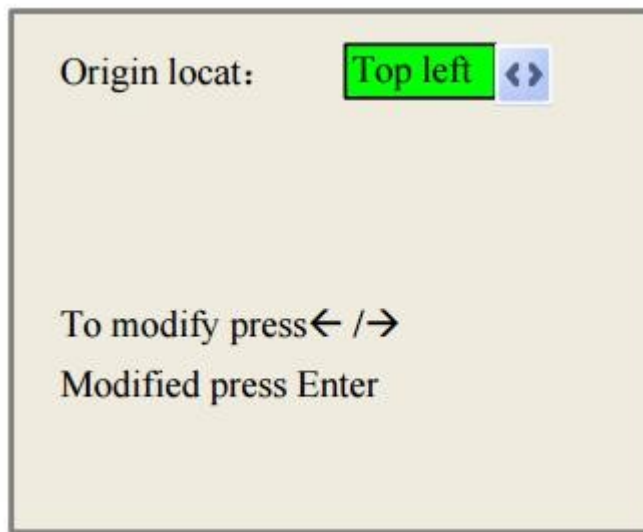 Origin locat： Top left
To modify press← /→
Modified press Enter